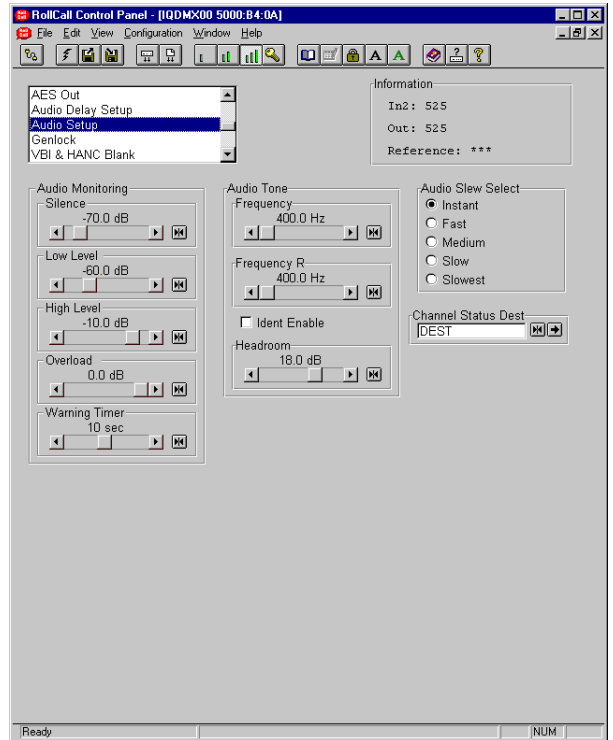 RollCall Control Panel - [IQDMX00 5000:B4:0A]
File Edit View Configuration Window Help
AES Out
Audio Delay Setup
Audio Setup
Genlock
VBI & HANC Blank
Information
In2: 525
Out: 525
Reference: ***
Audio Monitoring
Silence
-70.0 dB
Low Level
-60.0 dB
High Level
-10.0 dB
Overload
0.0 dB
Warning Timer
10 sec
Audio Tone
Frequency
400.0 Hz
Frequency R
400.0 Hz
Ident Enable
Headroom
18.0 dB
Audio Slew Select
Instant
Fast
Medium
Slow
Slowest
Channel Status Dest
DEST
Ready
NUM